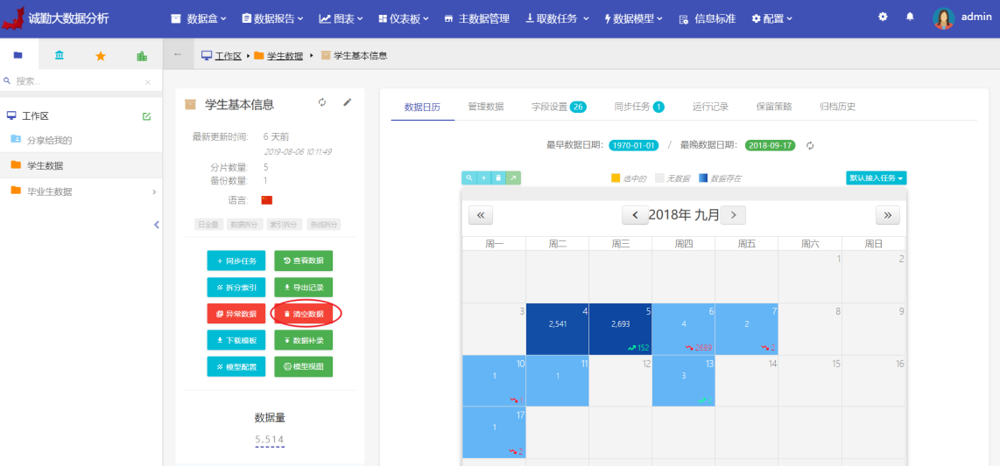 诚勤大数据分析
数据盒 数据报告 图表 仪表板 主数据管理 取数任务 数据模型 信息标准 配置 admin
← 工作区 学生数据 学生基本信息
搜索...
工作区
分享给我的
学生数据
毕业生数据
学生基本信息
最新更新时间: 6 天前
2019-08-06 10:11:49
分片数量: 5
备份数量: 1
语言:
日全量 数据拆分 索引拆分
+ 同步任务 查看数据
拆分索引 导出记录
异常数据 清空数据
下载模板 数据补录
模型配置 模型视图
数据量
5,514
数据日历 管理数据 字段设置 26 同步任务 1 运行记录 保留策略 归档历史
最早数据日期: 1970-01-01 / 最晚数据日期: 2018-09-17
选中的 无数据 数据存在 默认接入任务
« < 2018年 九月 > »
周一 周二 周三 周四 周五 周六 周日
1 2
3 4 5 6 7 8 9
2,541 2,693 4 2
152 2689 2
10 11 12 13 14 15 16
1 1 3
1 2
17
1
2